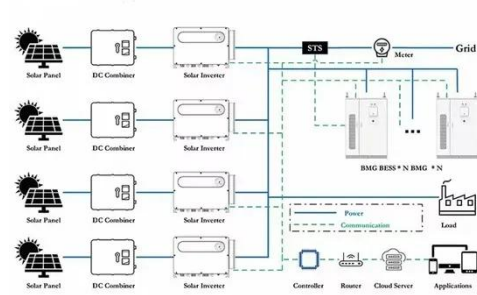 STS
Meter
Grid
Solar Panel DC Combiner Solar Inverter
Solar Panel DC Combiner Solar Inverter
BMG BESS * N BMG * N
Solar Panel DC Combiner Solar Inverter
Power
Communication
Load
Solar Panel DC Combiner Solar Inverter
Controller Router Cloud Server Applications